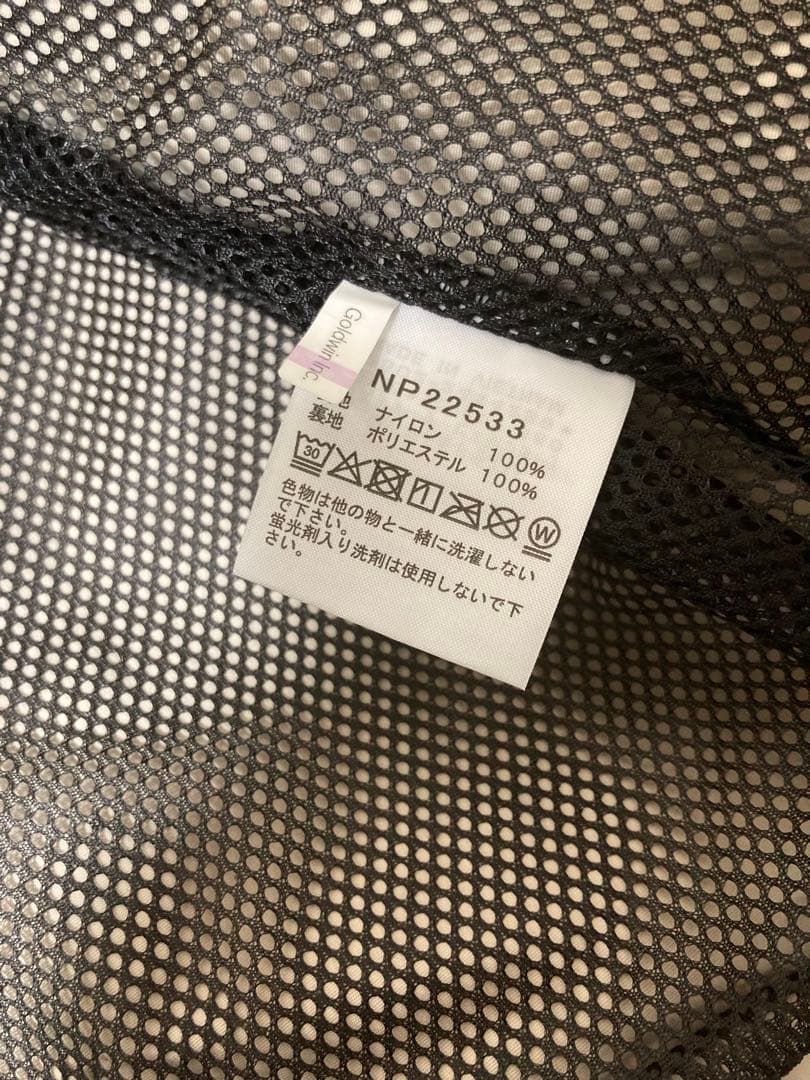 Goldwin Inc.
NP22533
地 ナイロン 100%
裏地 ポリエステル 100%
30
W
色物は他の物と一緒に洗濯しない
で下さい。
蛍光剤入り洗剤は使用しないで下
さい。